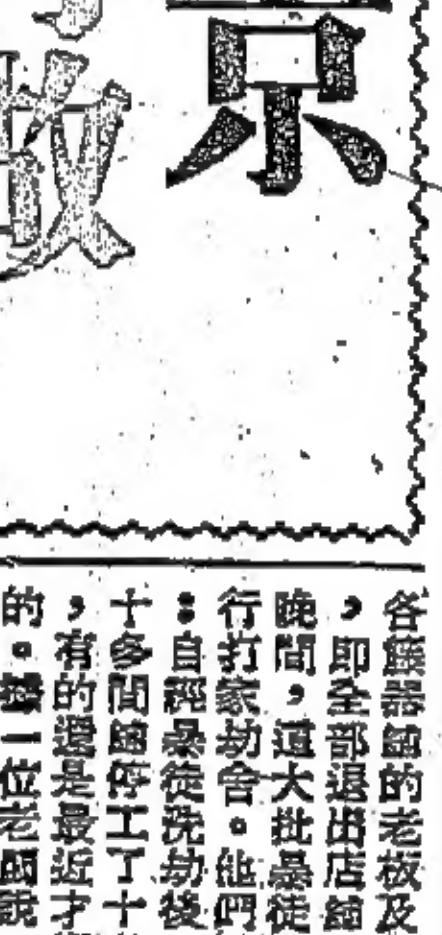 京
做
各籐器舖的老板及
，即全部退出店舖
晚間，這大批暴徒
行打家劫舍。他們
：自經暴徒洗劫後
十多間舖停工了十
，有的還是最近才
的。據一位老闆說